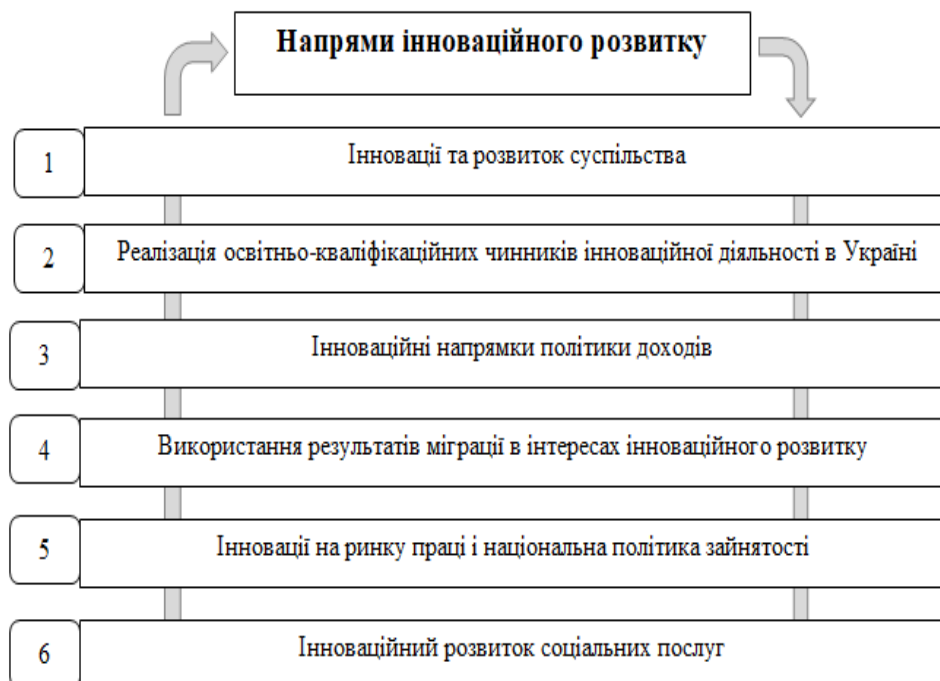 Напрями інноваційного розвитку
1
Інновації та розвиток суспільства
2
Реалізація освітньо-кваліфікаційних чинників інноваційної діяльності в Україні
3
Інноваційні напрямки політики доходів
4
Використання результатів міграції в інтересах інноваційного розвитку
5
Інновації на ринку праці і національна політика зайнятості
6
Інноваційний розвиток соціальних послуг